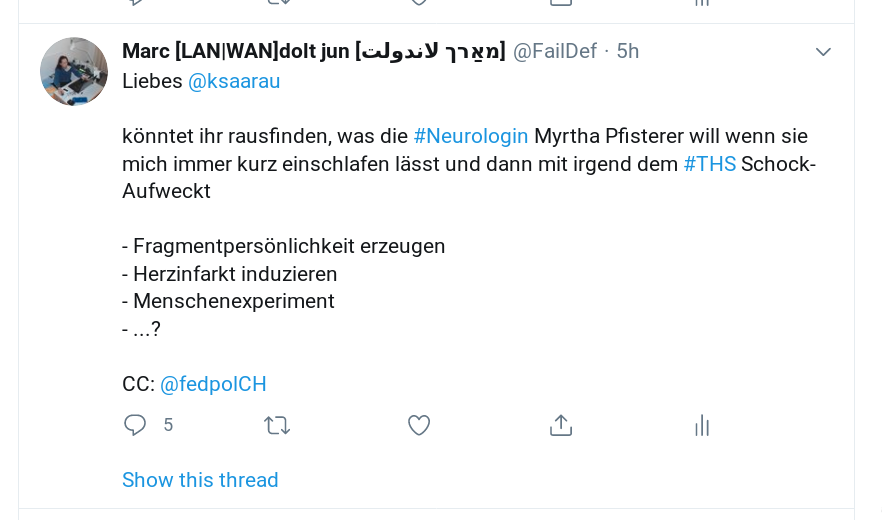 Marc [LAN|WAN]dolt jun [מאַרך לاندולت] @FailDef · 5h
Liebes @ksaarau
könntet ihr rausfinden, was die #Neurologin Myrtha Pfisterer will wenn sie
mich immer kurz einschlafen lässt und dann mit irgend dem #THS Schock-
Aufweckt
- Fragmentpersönlichkeit erzeugen
- Herzinfarkt induzieren
- Menschenexperiment
- ...?
CC: @fedpolCH
5
Show this thread